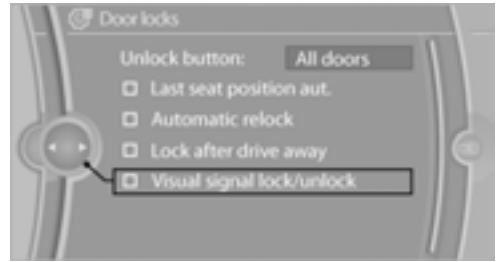 Door locks
Unlock button: All doors
Last seat position aut.
Automatic relock
Lock after drive away
Visual signal lock/unlock